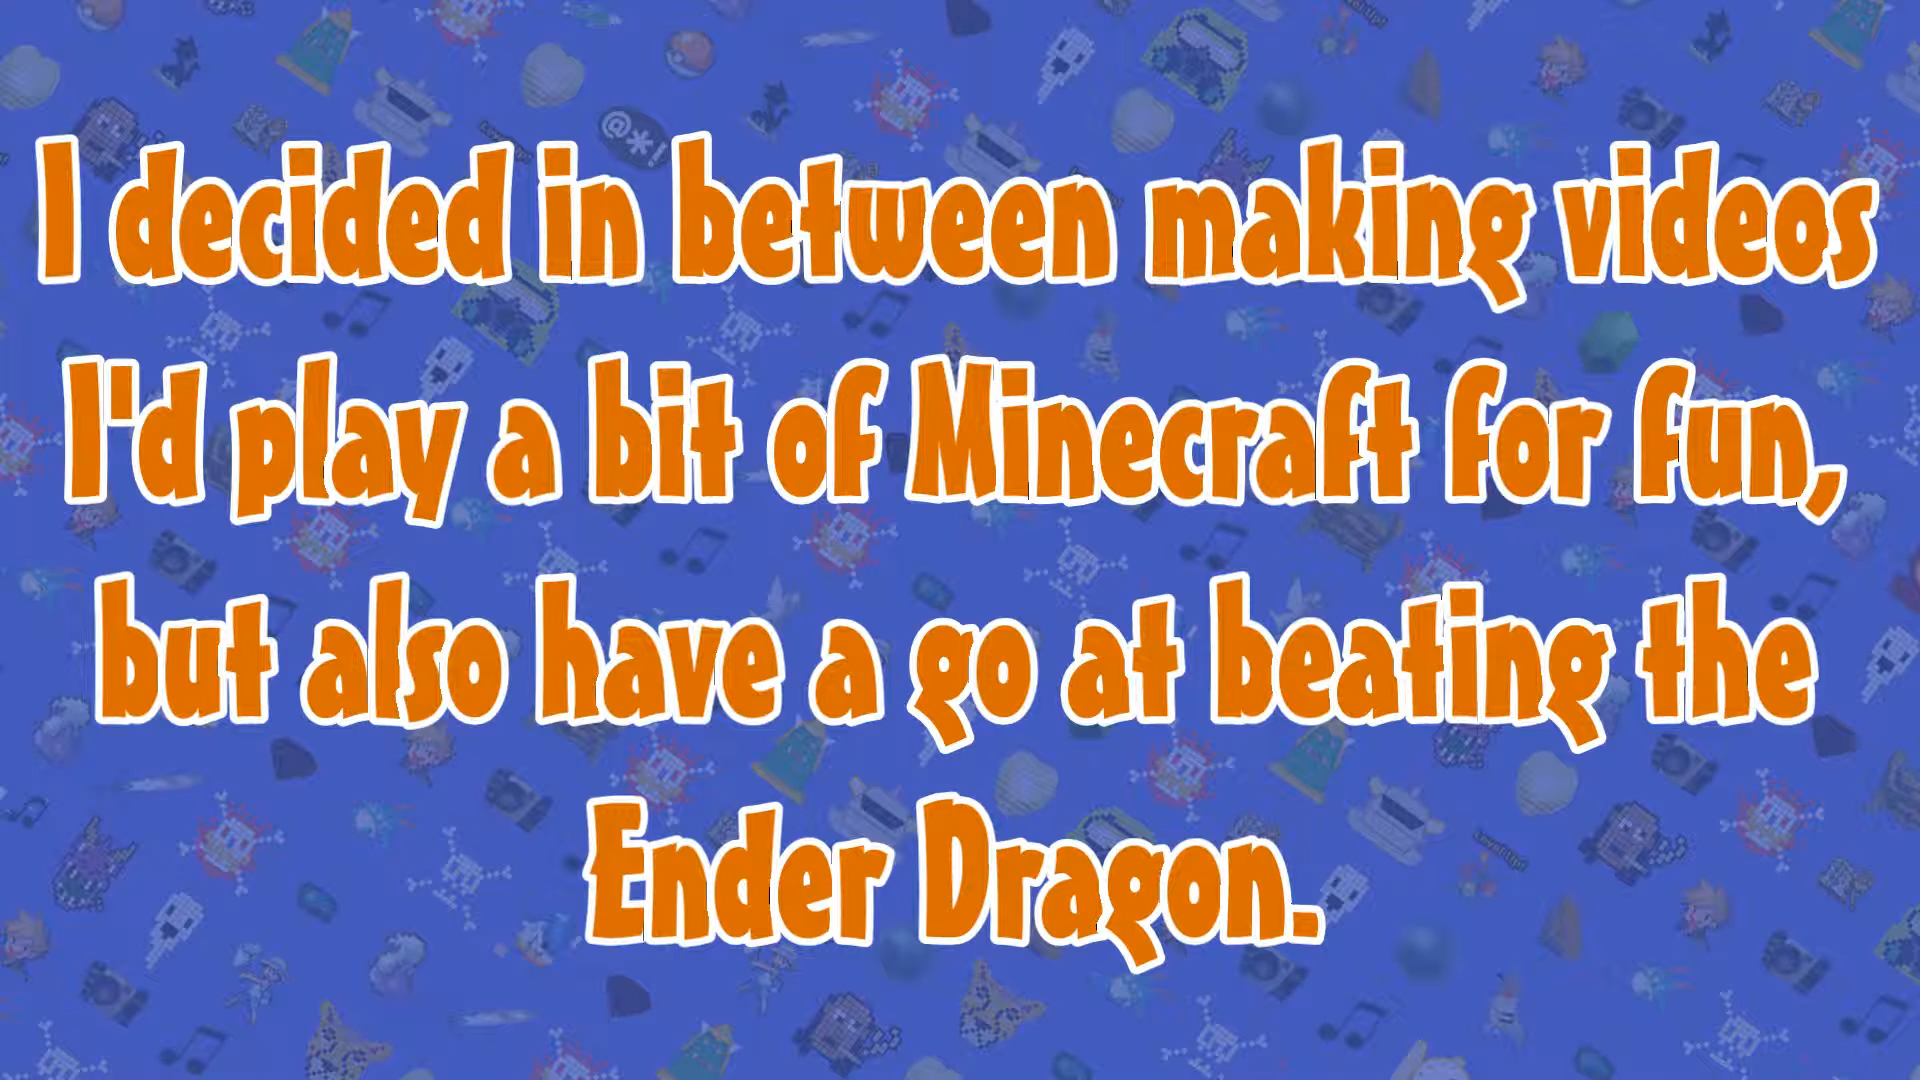 I decided in between making videos
I'd play a bit of Minecraft for fun,
but also have a go at beating the
Ender Dragon.